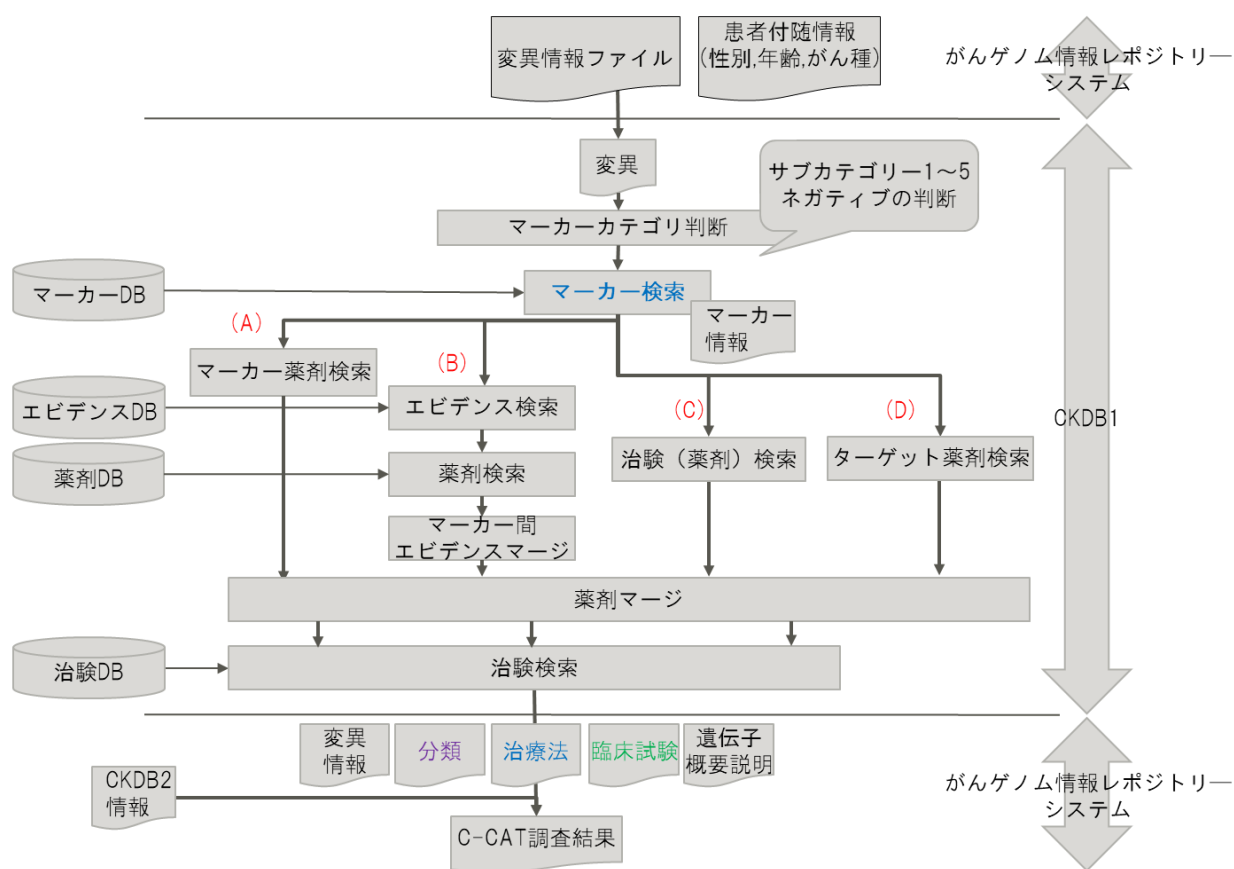 変異情報ファイル
患者付随情報
(性別,年齢,がん種)
がんゲノム情報レポジトリー
システム
変異
サブカテゴリー1～5
ネガティブの判断
マーカーカテゴリ判断
マーカーDB
マーカー検索
マーカー
情報
(A)
マーカー薬剤検索
(B)
エビデンスDB
エビデンス検索
(C)
(D)
CKDB1
治験（薬剤）検索
ターゲット薬剤検索
薬剤DB
薬剤検索
マーカー間
エビデンスマージ
薬剤マージ
治験DB
治験検索
変異
情報
分類
治療法
臨床試験
遺伝子
概要説明
CKDB2
情報
がんゲノム情報レポジトリー
システム
C-CAT調査結果